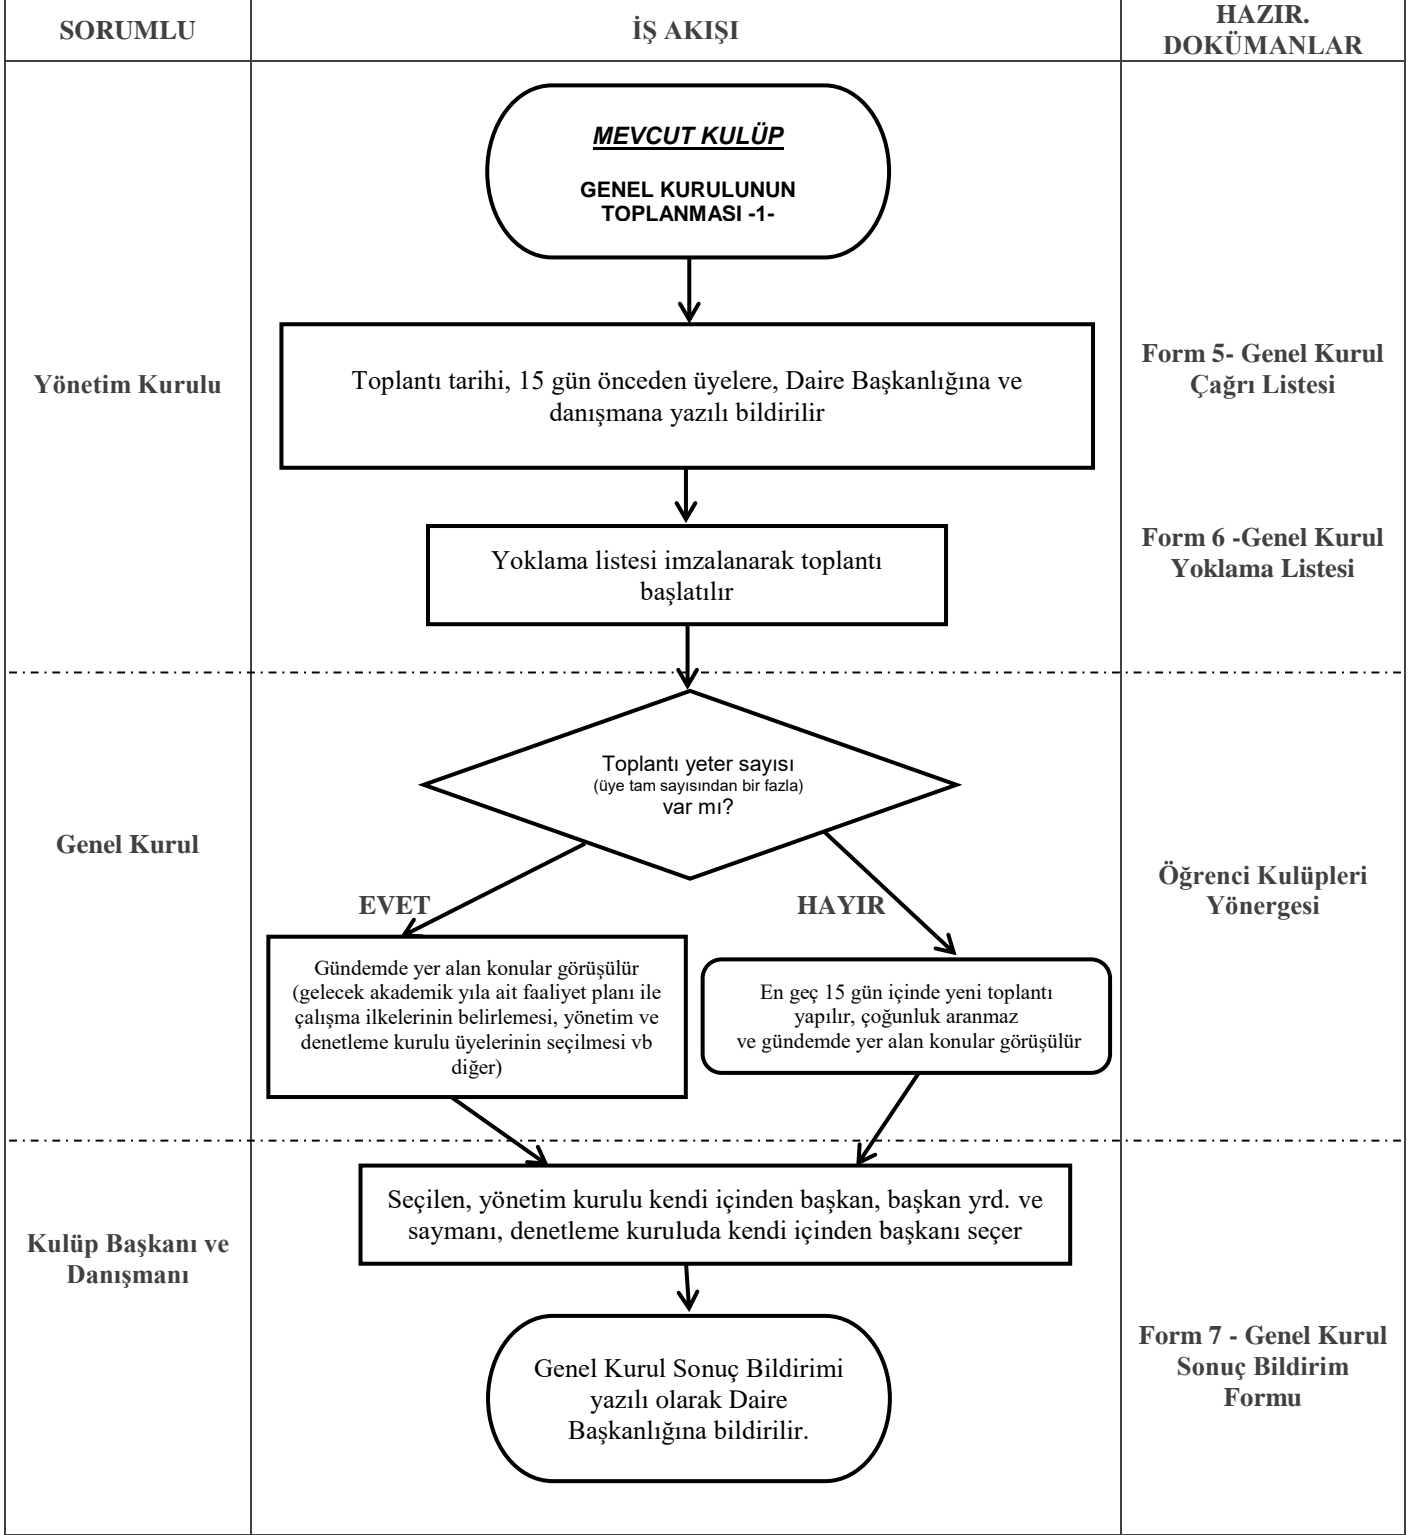 SORUMLU
İŞ AKIŞI
HAZIR.
DOKÜMANLAR
MEVCUT KULÜP
GENEL KURULUNUN
TOPLANMASI -1-
Yönetim Kurulu
Toplantı tarihi, 15 gün önceden üyelere, Daire Başkanlığına ve
danışmana yazılı bildirilir
Form 5- Genel Kurul
Çağrı Listesi
Yoklama listesi imzalanarak toplantı
başlatılır
Form 6 -Genel Kurul
Yoklama Listesi
Toplantı yeter sayısı
(üye tam sayısından bir fazla)
var mı?
Genel Kurul
Öğrenci Kulüpleri
Yönergesi
EVET
HAYIR
Gündemde yer alan konular görüşülür
(gelecek akademik yıla ait faaliyet planı ile
çalışma ilkelerinin belirlemesi, yönetim ve
denetleme kurulu üyelerinin seçilmesi vb
diğer)
En geç 15 gün içinde yeni toplantı
yapılır, çoğunluk aranmaz
ve gündemde yer alan konular görüşülür
Seçilen, yönetim kurulu kendi içinden başkan, başkan yrd. ve
saymanı, denetleme kuruluda kendi içinden başkanı seçer
Kulüp Başkanı ve
Danışmanı
Genel Kurul Sonuç Bildirimi
yazılı olarak Daire
Başkanlığına bildirilir.
Form 7 - Genel Kurul
Sonuç Bildirim
Formu